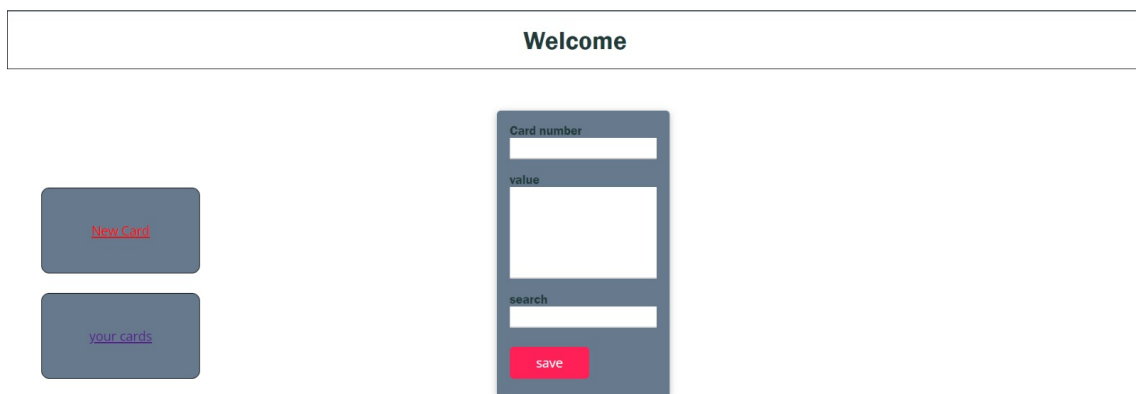 Welcome
New Card
your cards
Card number
value
search
save